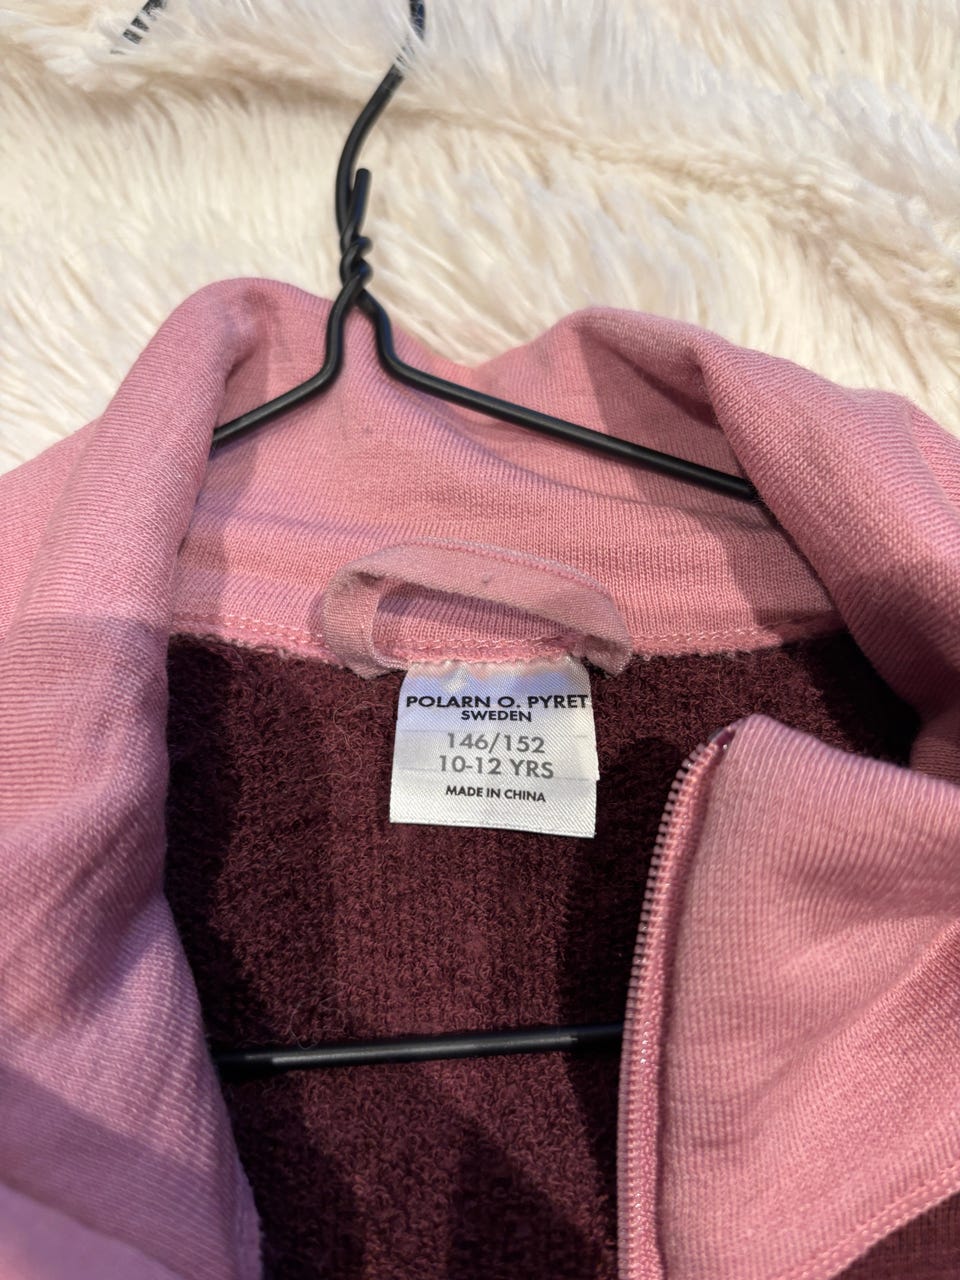 POLARN O. PYRET
SWEDEN
146/152
10-12 YRS
MADE IN CHINA